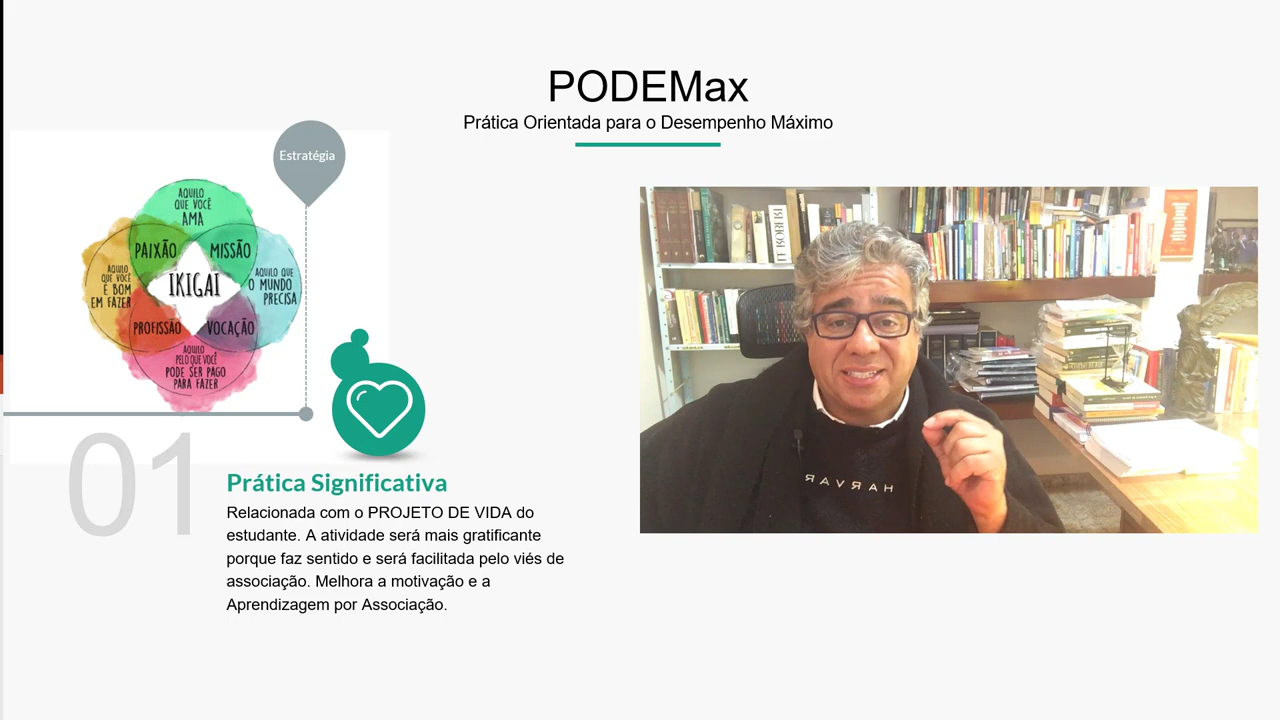 PODEMax
Prática Orientada para o Desempenho Máximo
Estratégia
AQUILO
QUE VOCÊ
AMA
PAIXÃO
MISSÃO
AQUILO
QUE VOCÊ
É BOM
EM FAZER
IKIGAI
AQUILO QUE
O MUNDO
PRECISA
PROFISSÃO
VOCAÇÃO
AQUILO
PELO QUE VOCÊ
PODE SER PAGO
PARA FAZER
01
Prática Significativa
Relacionada com o PROJETO DE VIDA do
estudante. A atividade será mais gratificante
porque faz sentido e será facilitada pelo viés de
associação. Melhora a motivação e a
Aprendizagem por Associação.
HARVARD